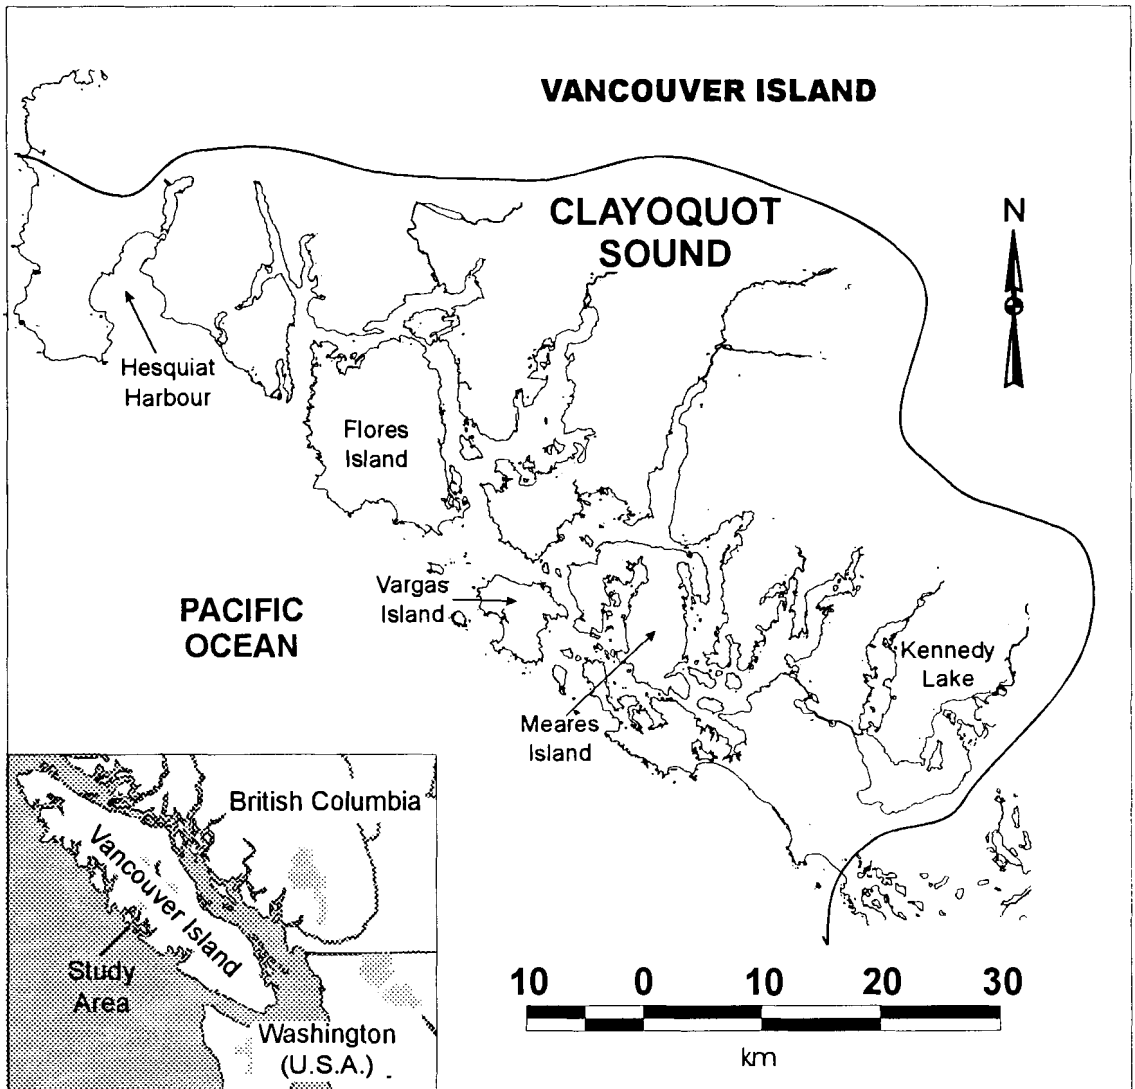 VANCOUVER ISLAND
CLAYOQUOT
SOUND
N
Hesquiat
Harbour
Flores
Island
Vargas
Island
PACIFIC
OCEAN
Kennedy
Lake
Meares
Island
British Columbia
Vancouver Island
Study
Area
Washington
(U.S.A.)
10 0 10 20 30
km